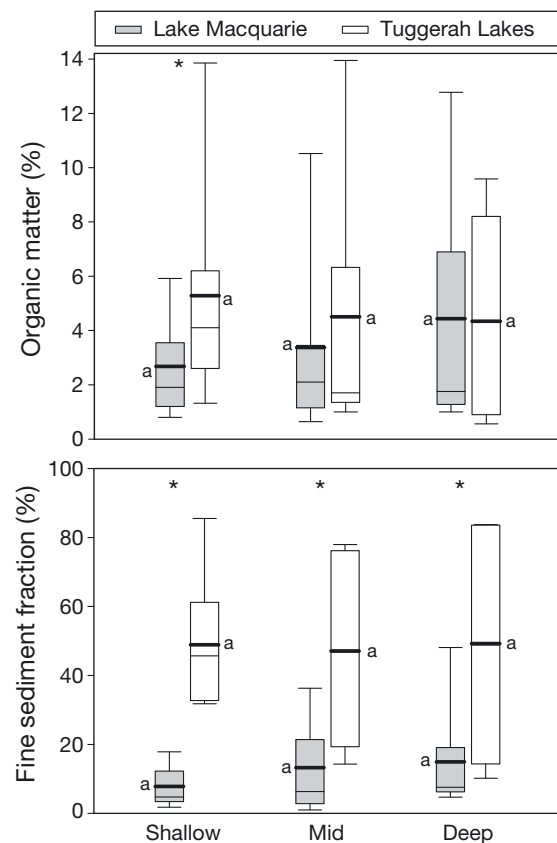 Lake Macquarie Tuggerah Lakes
14
12
10
8
6
4
2
0
Organic matter (%)
*
a a a a a a
100
80
60
40
20
0
Fine sediment fraction (%)
* * *
a a a a a a
Shallow Mid Deep